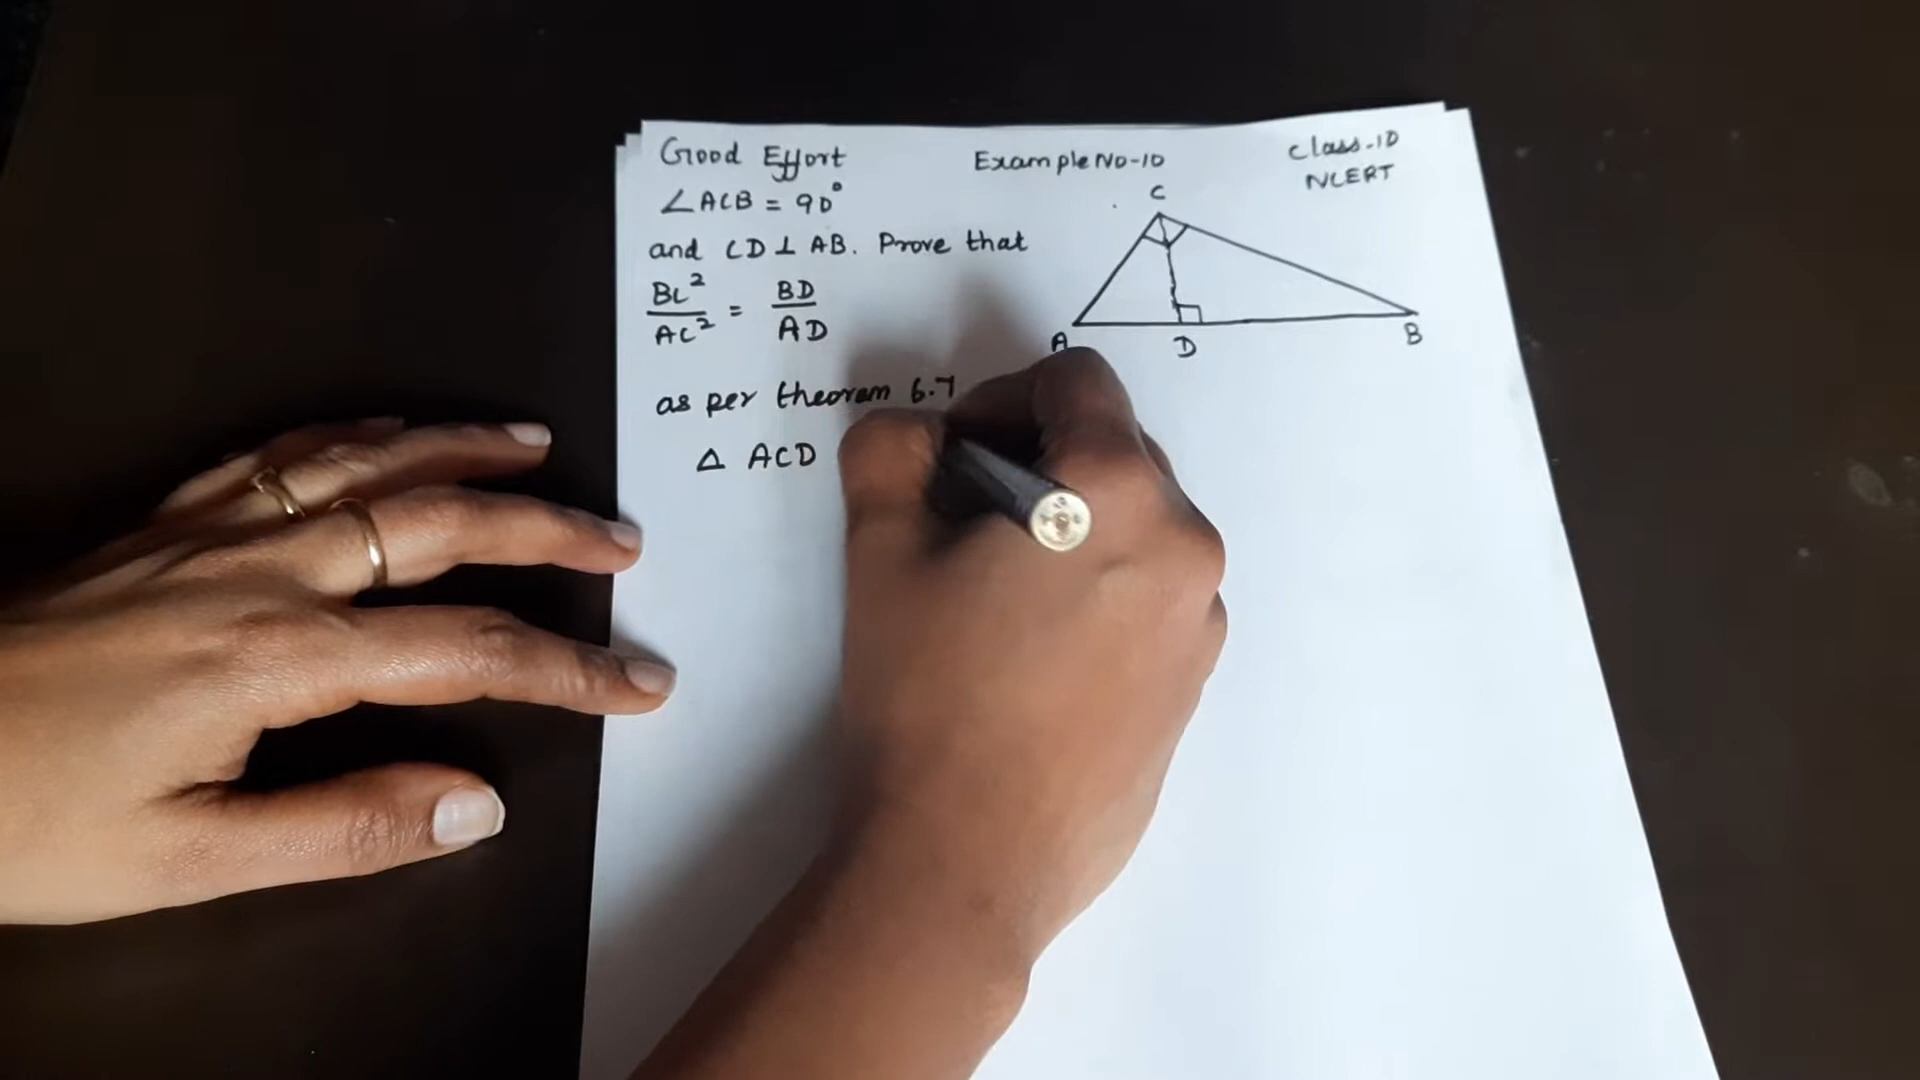 Good Effort
Example No-10
Class-10
NCERT
∠ACB = 90°
and CD ⊥ AB. Prove that
BC²/AC² = BD/AD
C
A
D
B
as per theorem 6.7
Δ ACD